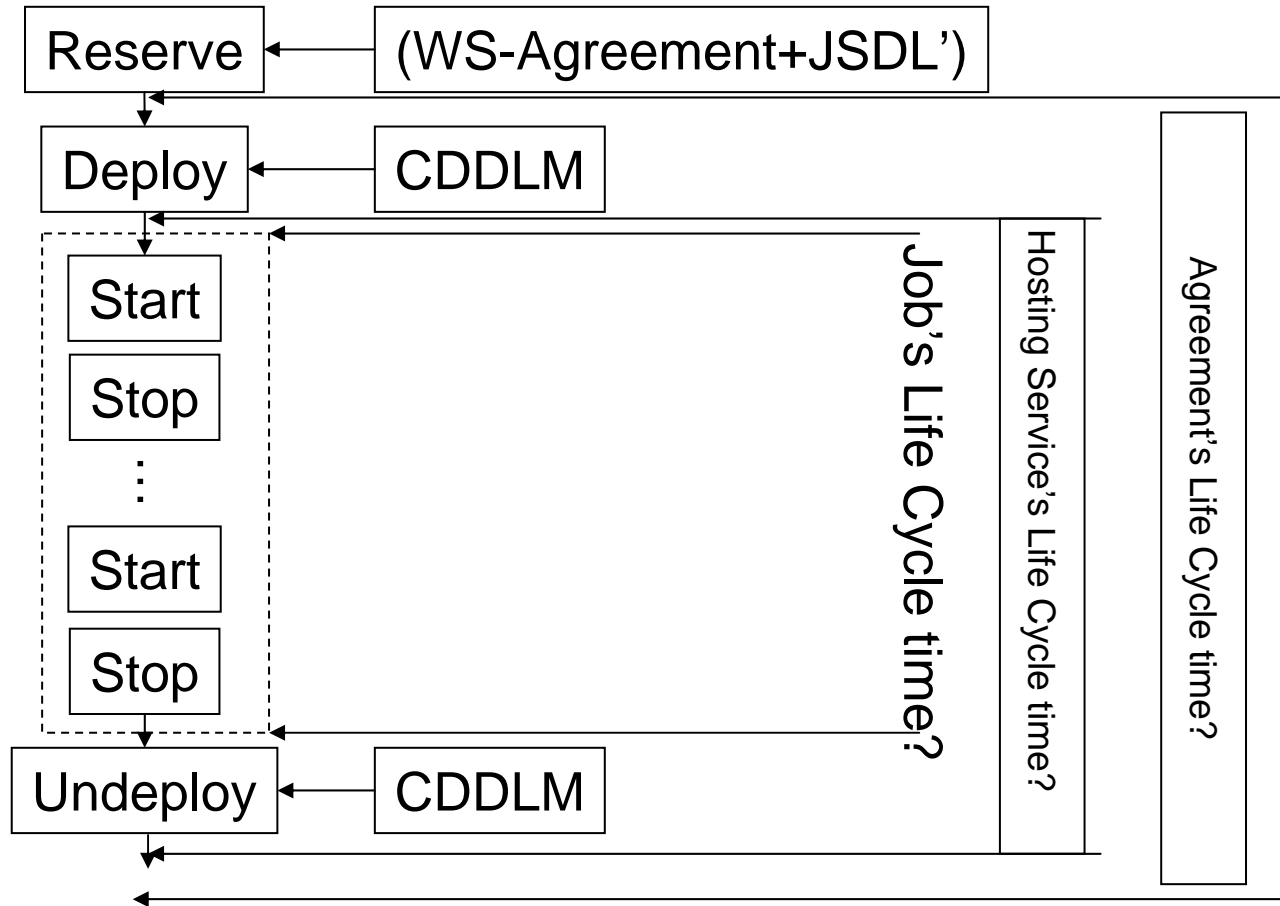 Reserve
(WS-Agreement+JSDL’)
Deploy
CDDLM
Start
Stop
⋮
Start
Stop
Undeploy
CDDLM
Job’s Life Cycle time?
Hosting Service’s Life Cycle time?
Agreement’s Life Cycle time?